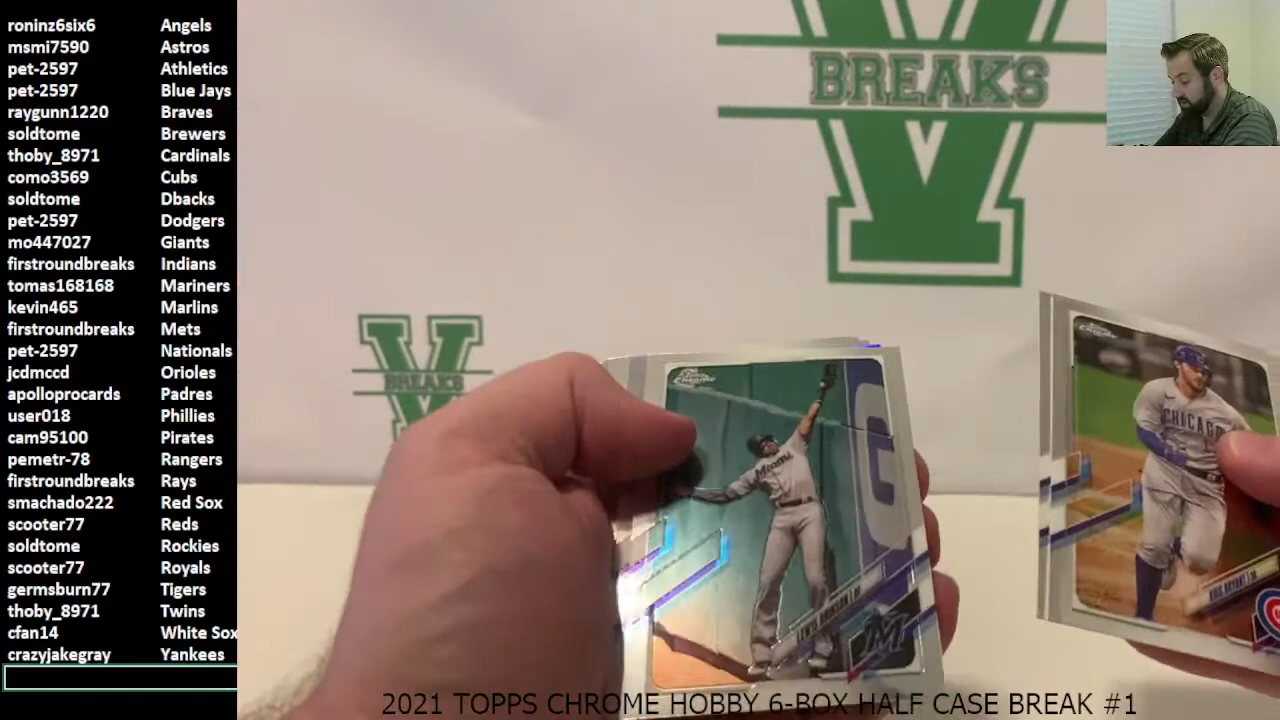 roninz6six6 Angels
msmi7590 Astros
pet-2597 Athletics
pet-2597 Blue Jays
raygunn1220 Braves
soldtome Brewers
thoby_8971 Cardinals
como3569 Cubs
soldtome Dbacks
pet-2597 Dodgers
mo447027 Giants
firstroundbreaks Indians
tomas168168 Mariners
kevin465 Marlins
firstroundbreaks Mets
pet-2597 Nationals
jcdmccd Orioles
apolloprocards Padres
user018 Phillies
cam95100 Pirates
pemetr-78 Rangers
firstroundbreaks Rays
smachado222 Red Sox
scooter77 Reds
soldtome Rockies
scooter77 Royals
germsburn77 Tigers
thoby_8971 Twins
cfan14 White Sox
crazyjakegray Yankees
V
BREAKS
V
BREAKS
Chrome
Miami
M
CHICAGO
KRIS BRYANT
2021 TOPPS CHROME HOBBY 6-BOX HALF CASE BREAK #1